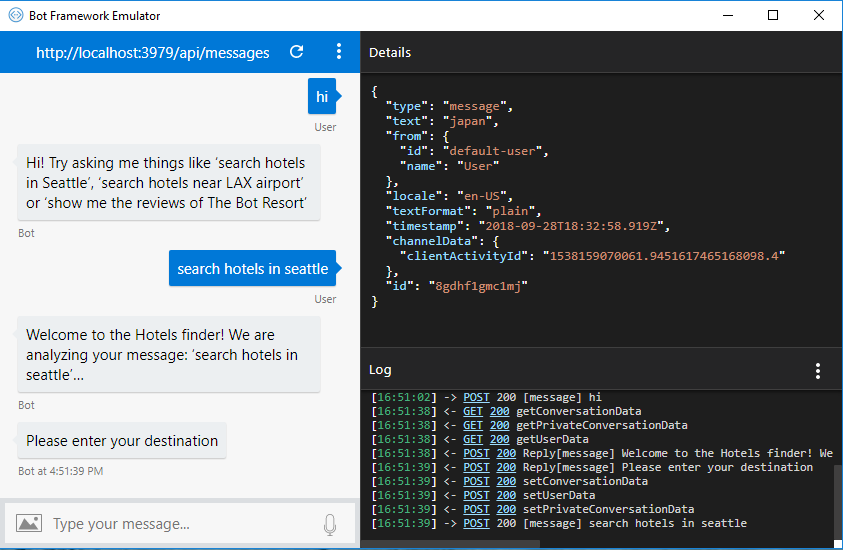 Bot Framework Emulator
http://localhost:3979/api/messages
hi
User
Hi! Try asking me things like ‘search hotels
in Seattle’, ‘search hotels near LAX airport’
or ‘show me the reviews of The Bot Resort’
Bot
search hotels in seattle
User
Welcome to the Hotels finder! We are
analyzing your message: ‘search hotels in
seattle’...
Bot
Please enter your destination
Bot at 4:51:39 PM
Type your message...
Details
{
"type": "message",
"text": "japan",
"from": {
"id": "default-user",
"name": "User"
},
"locale": "en-US",
"textFormat": "plain",
"timestamp": "2018-09-28T18:32:58.919Z",
"channelData": {
"clientActivityId": "1538159070061.9451617465168098.4"
},
"id": "8gdhf1gmc1mj"
}
Log
[16:51:02] -> POST 200 [message] hi
[16:51:38] <- GET 200 getConversationData
[16:51:38] <- GET 200 getPrivateConversationData
[16:51:38] <- GET 200 getUserData
[16:51:38] <- POST 200 Reply[message] Welcome to the Hotels finder! We
[16:51:39] <- POST 200 Reply[message] Please enter your destination
[16:51:39] <- POST 200 setConversationData
[16:51:39] <- POST 200 setUserData
[16:51:39] <- POST 200 setPrivateConversationData
[16:51:39] -> POST 200 [message] search hotels in seattle